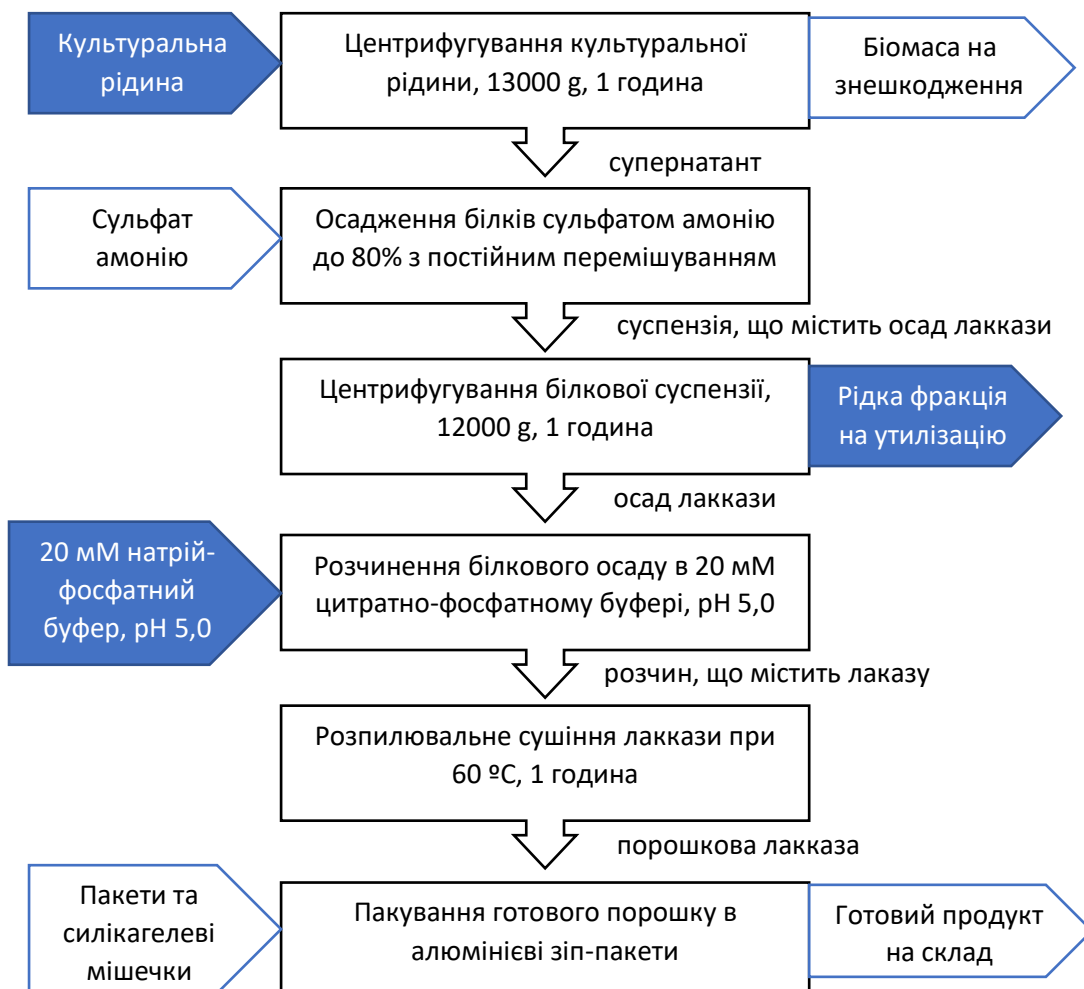 Культуральна
рідина
Центрифугування культуральної
рідини, 13000 g, 1 година
Біомаса на
знешкодження
супернатант
Сульфат
амонію
Осадження білків сульфатом амонію
до 80% з постійним перемішуванням
суспензія, що містить осад лаккази
Центрифугування білкової суспензії,
12000 g, 1 година
Рідка фракція
на утилізацію
осад лаккази
20 мМ натрій-
фосфатний
буфер, pH 5,0
Розчинення білкового осаду в 20 мМ
цитратно-фосфатному буфері, pH 5,0
розчин, що містить лаказу
Розпилювальне сушіння лаккази при
60 ºС, 1 година
порошкова лакказа
Пакети та
силікагелеві
мішечки
Пакування готового порошку в
алюмінієві зіп-пакети
Готовий продукт
на склад